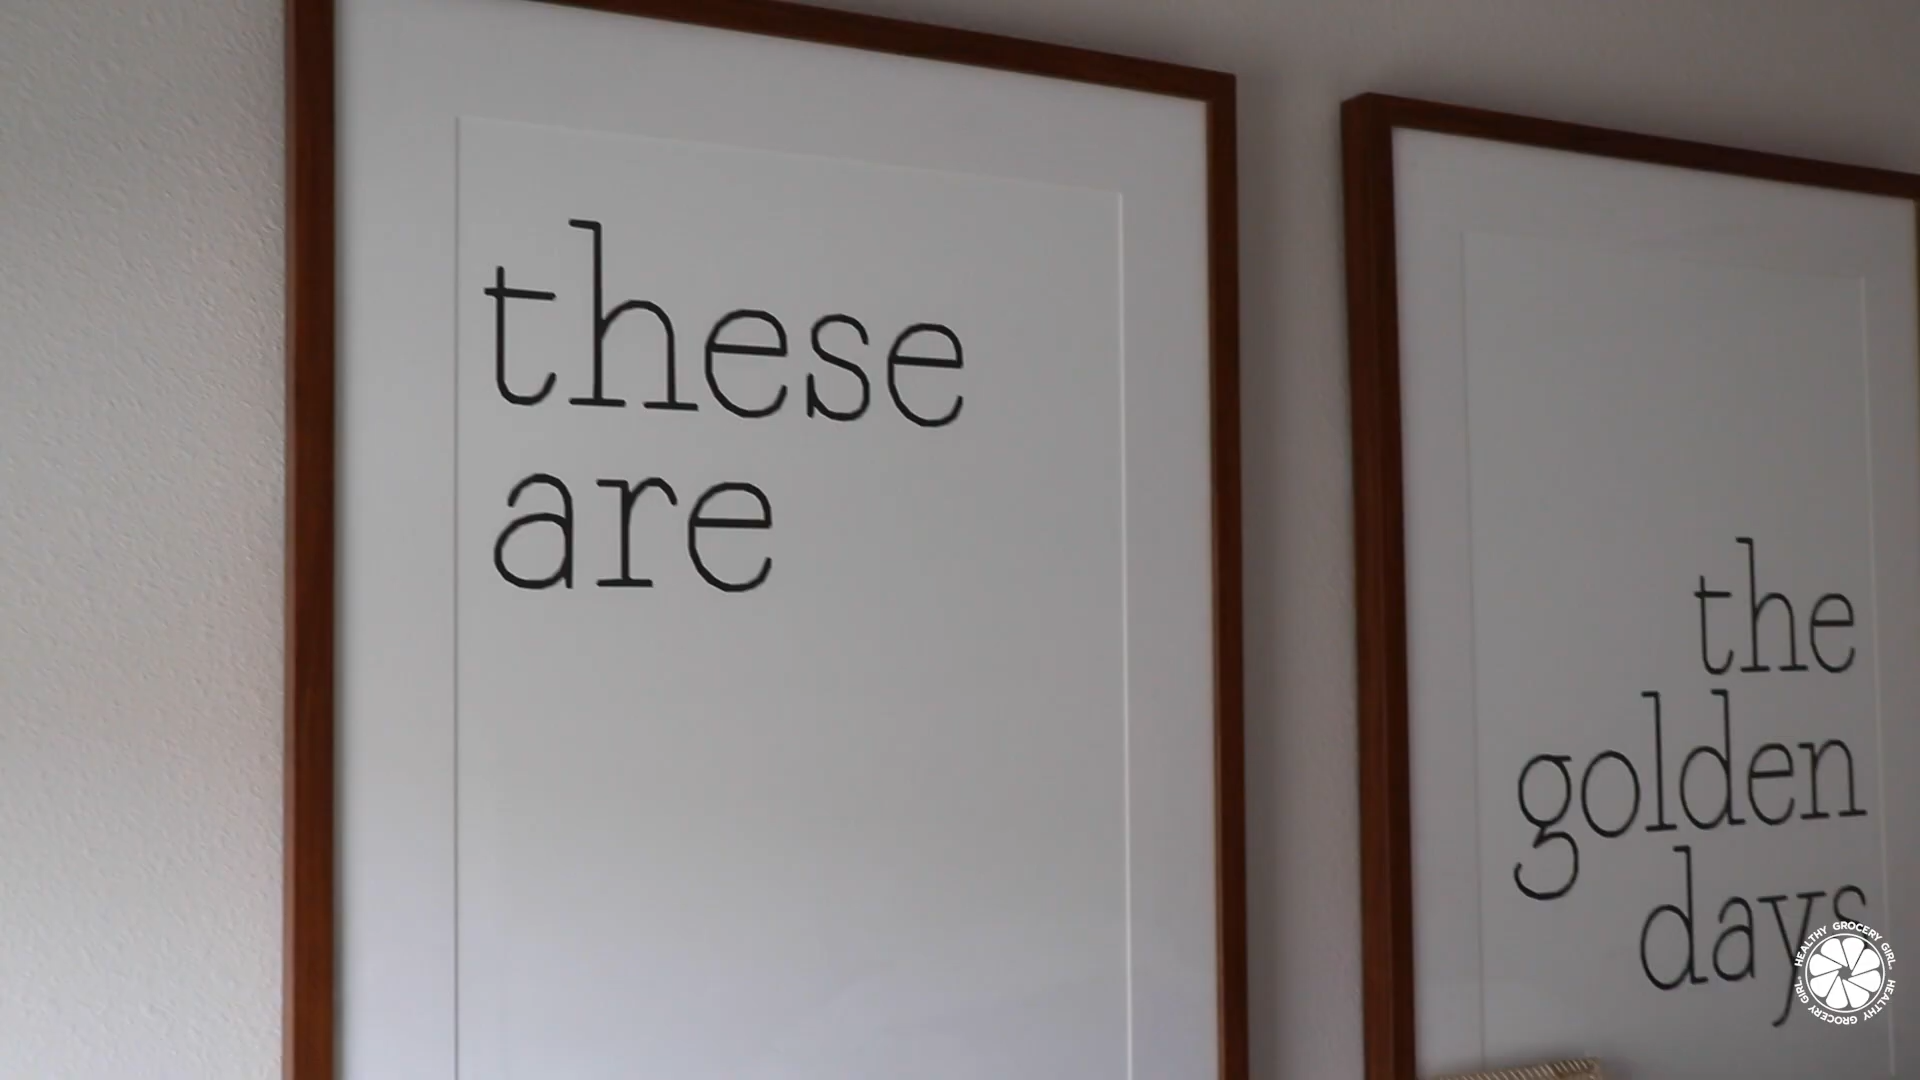 these
are
the
golden
days
HEALTHY GROCERY GIRL. HEALTHY GROCERY GIRL.